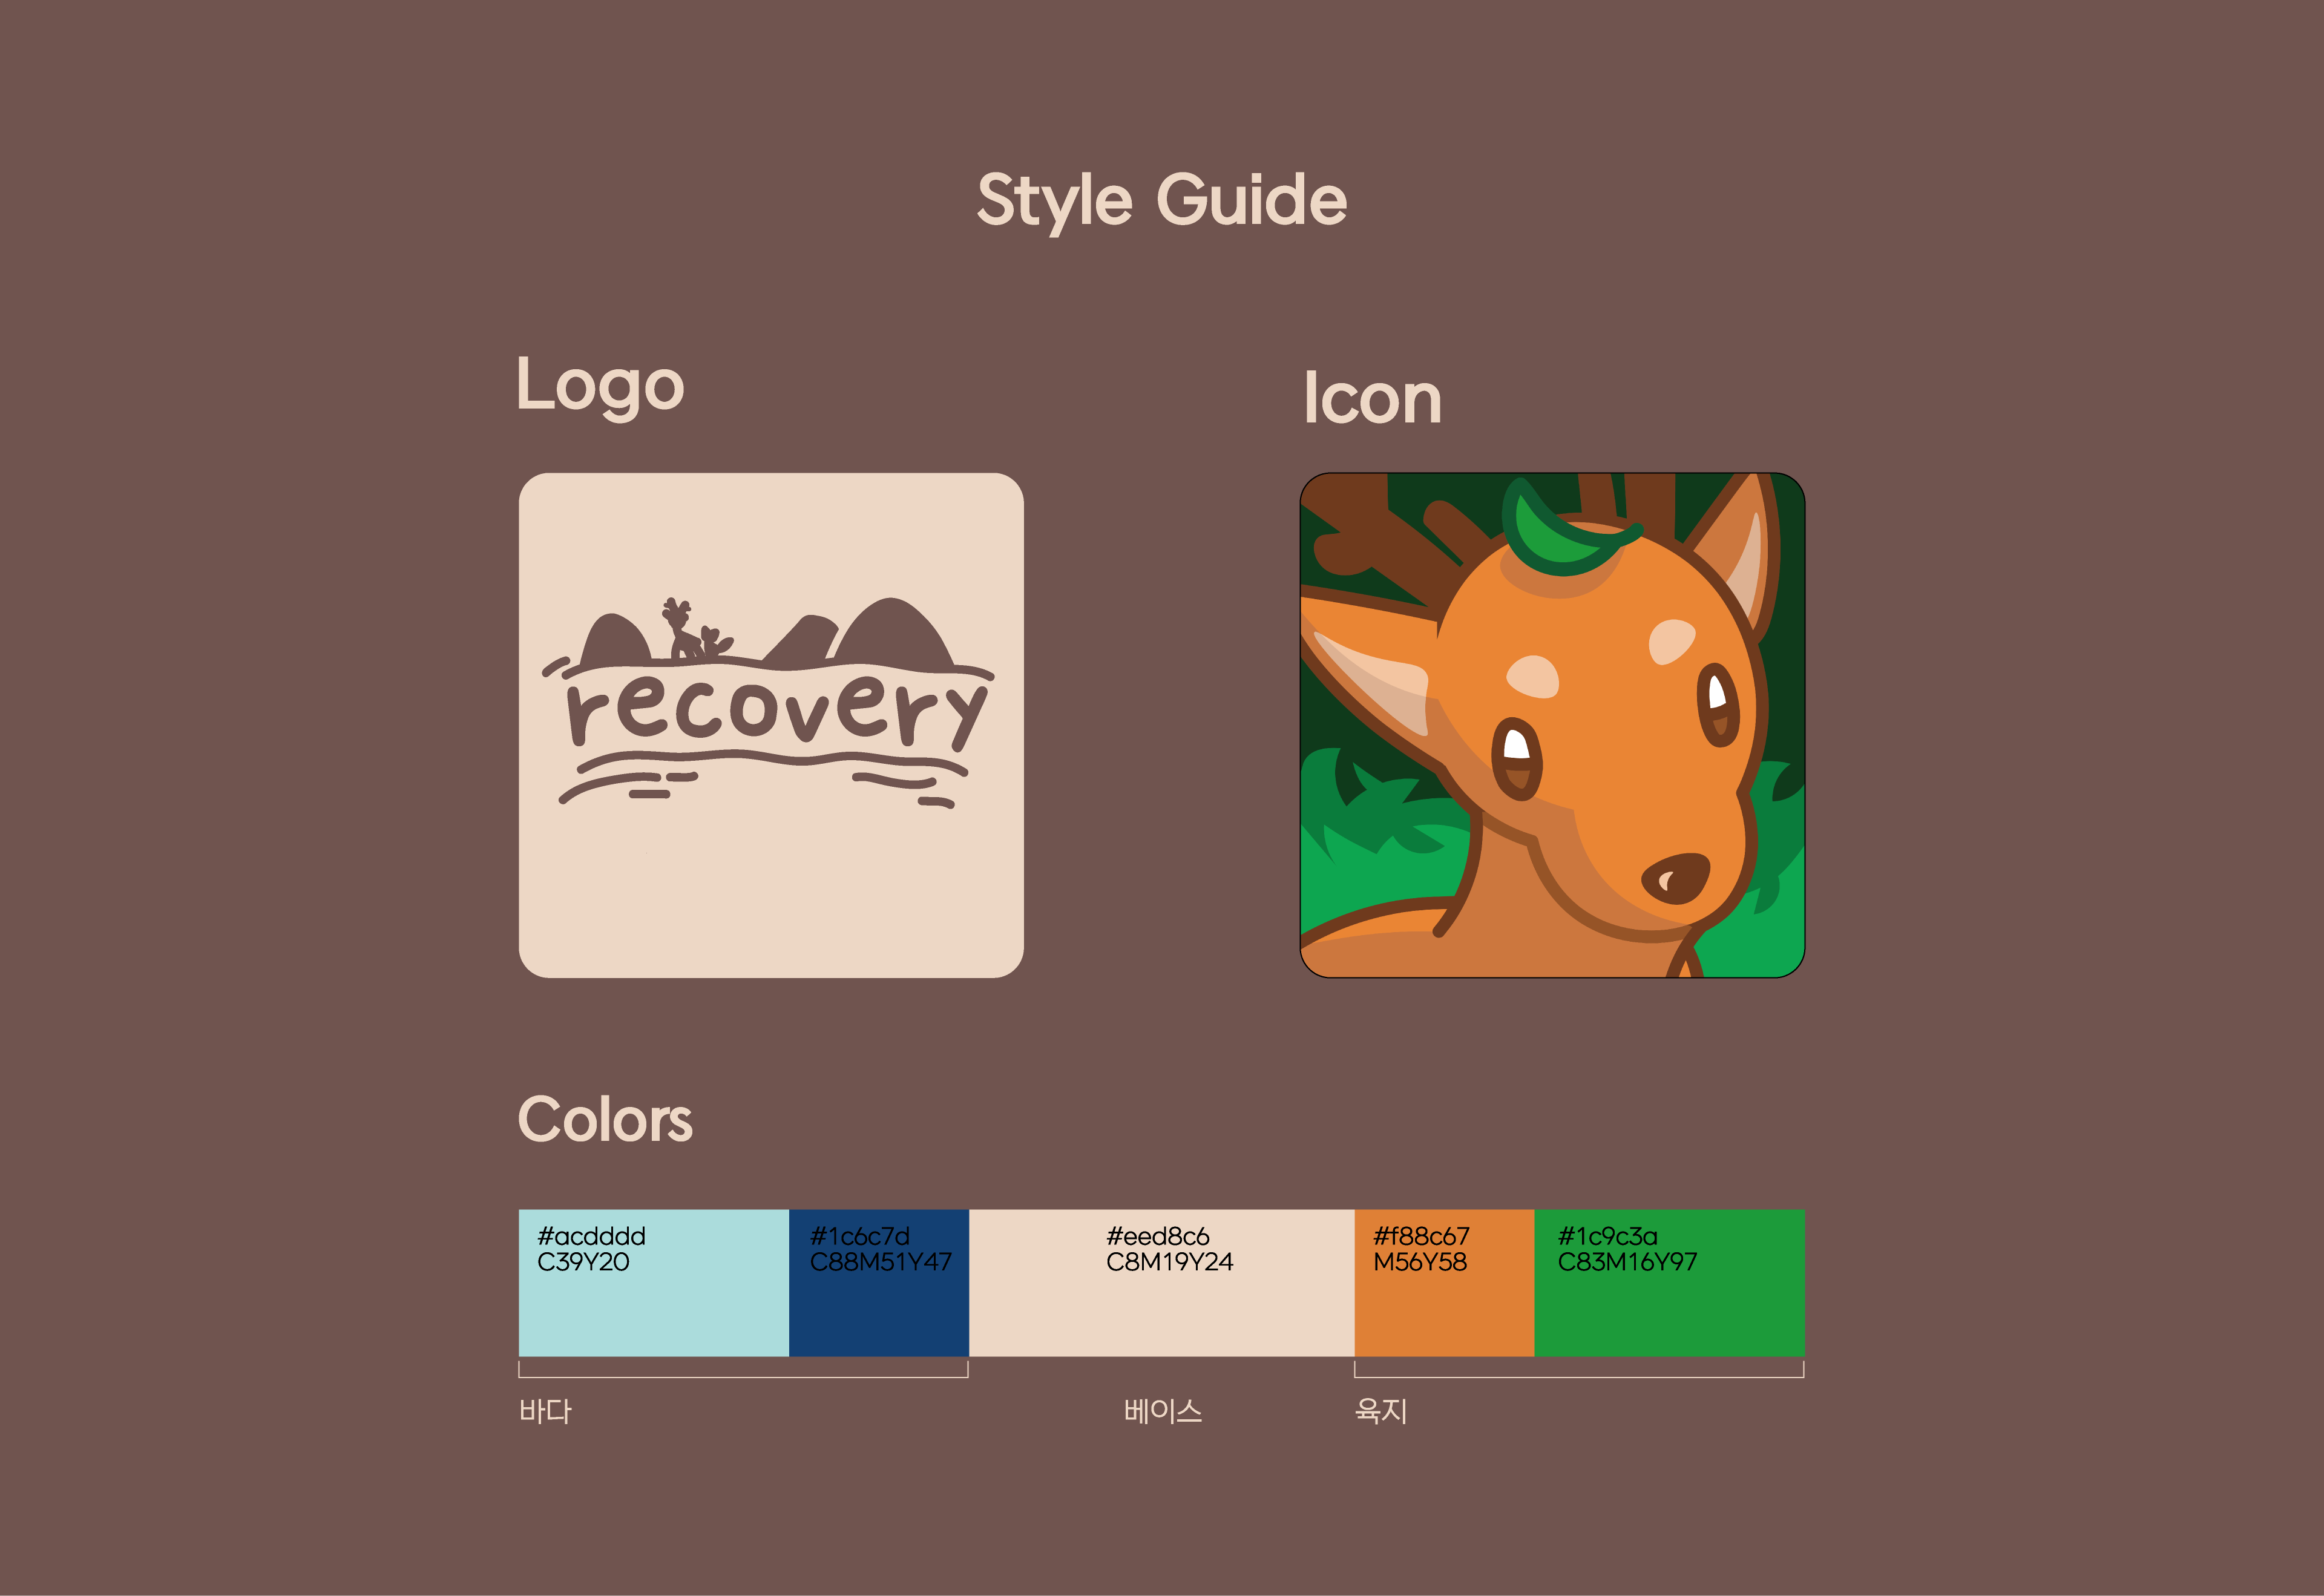 Style Guide
Logo
Icon
recovery
Colors
#acdddd
C39Y20
#1c6c7d
C88M51Y47
#eed8c6
C8M19Y24
#f88c67
M56Y58
#1c9c3a
C83M16Y97
바다
베이스
육지